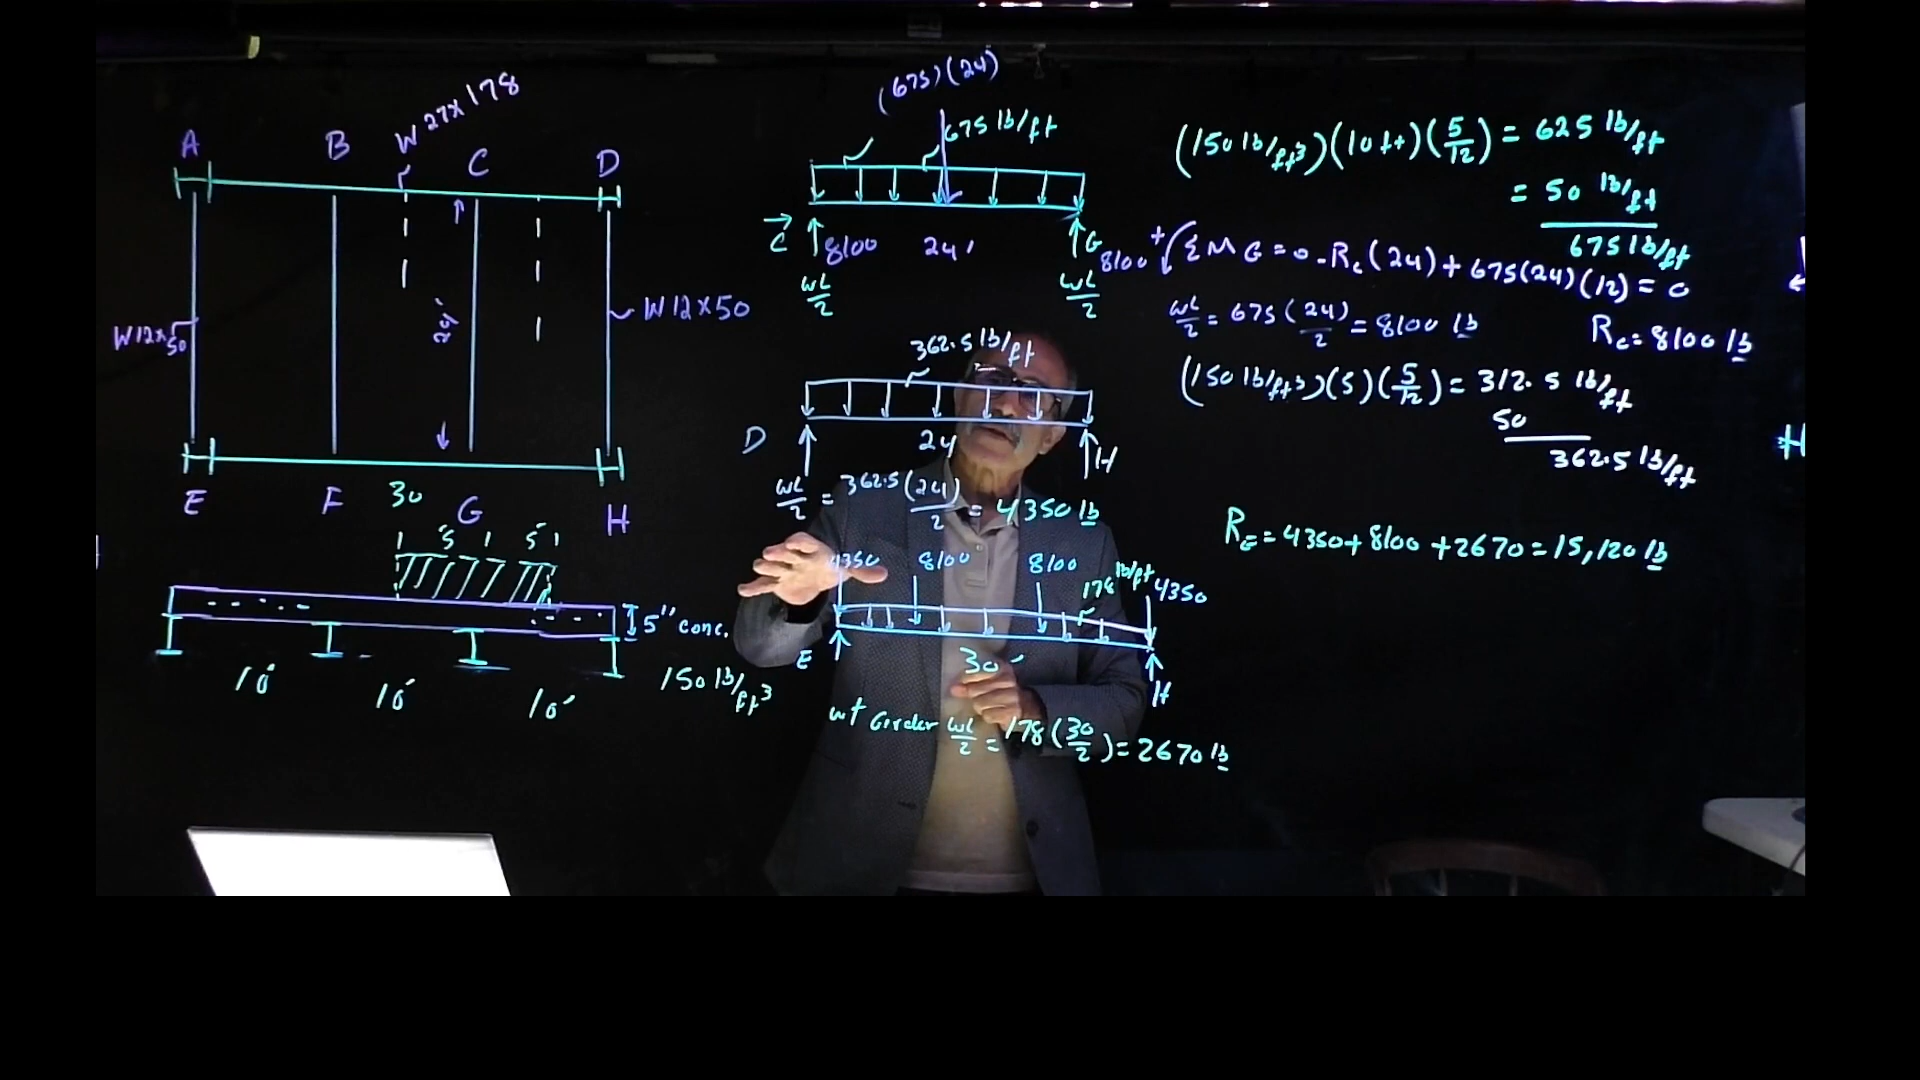 W 27x178
A B C D
W12x50
24'
W12x50
E F 30 G H
1 5' 1 5' 1
5" conc.
10' 10' 10'
150 lb/ft³
(675)(24)
675 lb/ft
C ↑8100 24' ↑G 8100
wL/2 wL/2
362.5 lb/ft
D 24 H
wL/2 = 362.5(24)/2 = 4350 lb
4350 8100 8100 178 lb/ft 4350
E 30' H
wt Girder wL/2 = 178(30/2) = 2670 lb
(150 lb/ft³)(10 ft)(5/12) = 625 lb/ft
= 50 lb/ft
675 lb/ft
+ΣMG=0 -Rc(24)+675(24)(12)=0
wL/2 = 675(24)/2 = 8100 lb Rc=8100 lb
(150 lb/ft³)(5)(5/12) = 312.5 lb/ft
50
362.5 lb/ft
RE=4350+8100+2670=15,120 lb